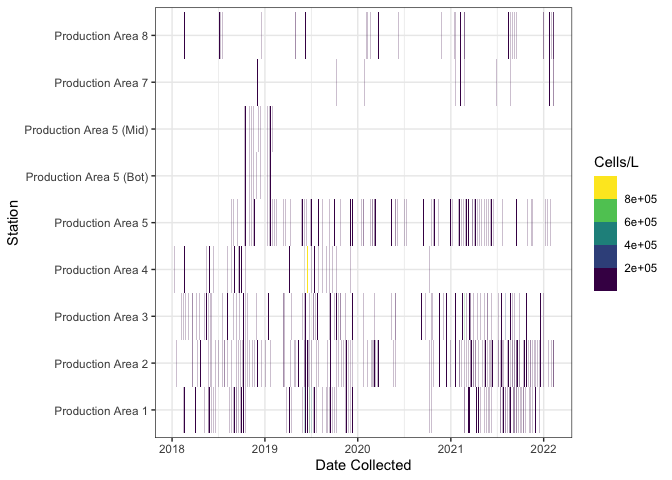 Production Area 8
Production Area 7
Production Area 5 (Mid)
Production Area 5 (Bot)
Production Area 5
Production Area 4
Production Area 3
Production Area 2
Production Area 1
Station
2018 2019 2020 2021 2022
Date Collected
Cells/L
8e+05
6e+05
4e+05
2e+05